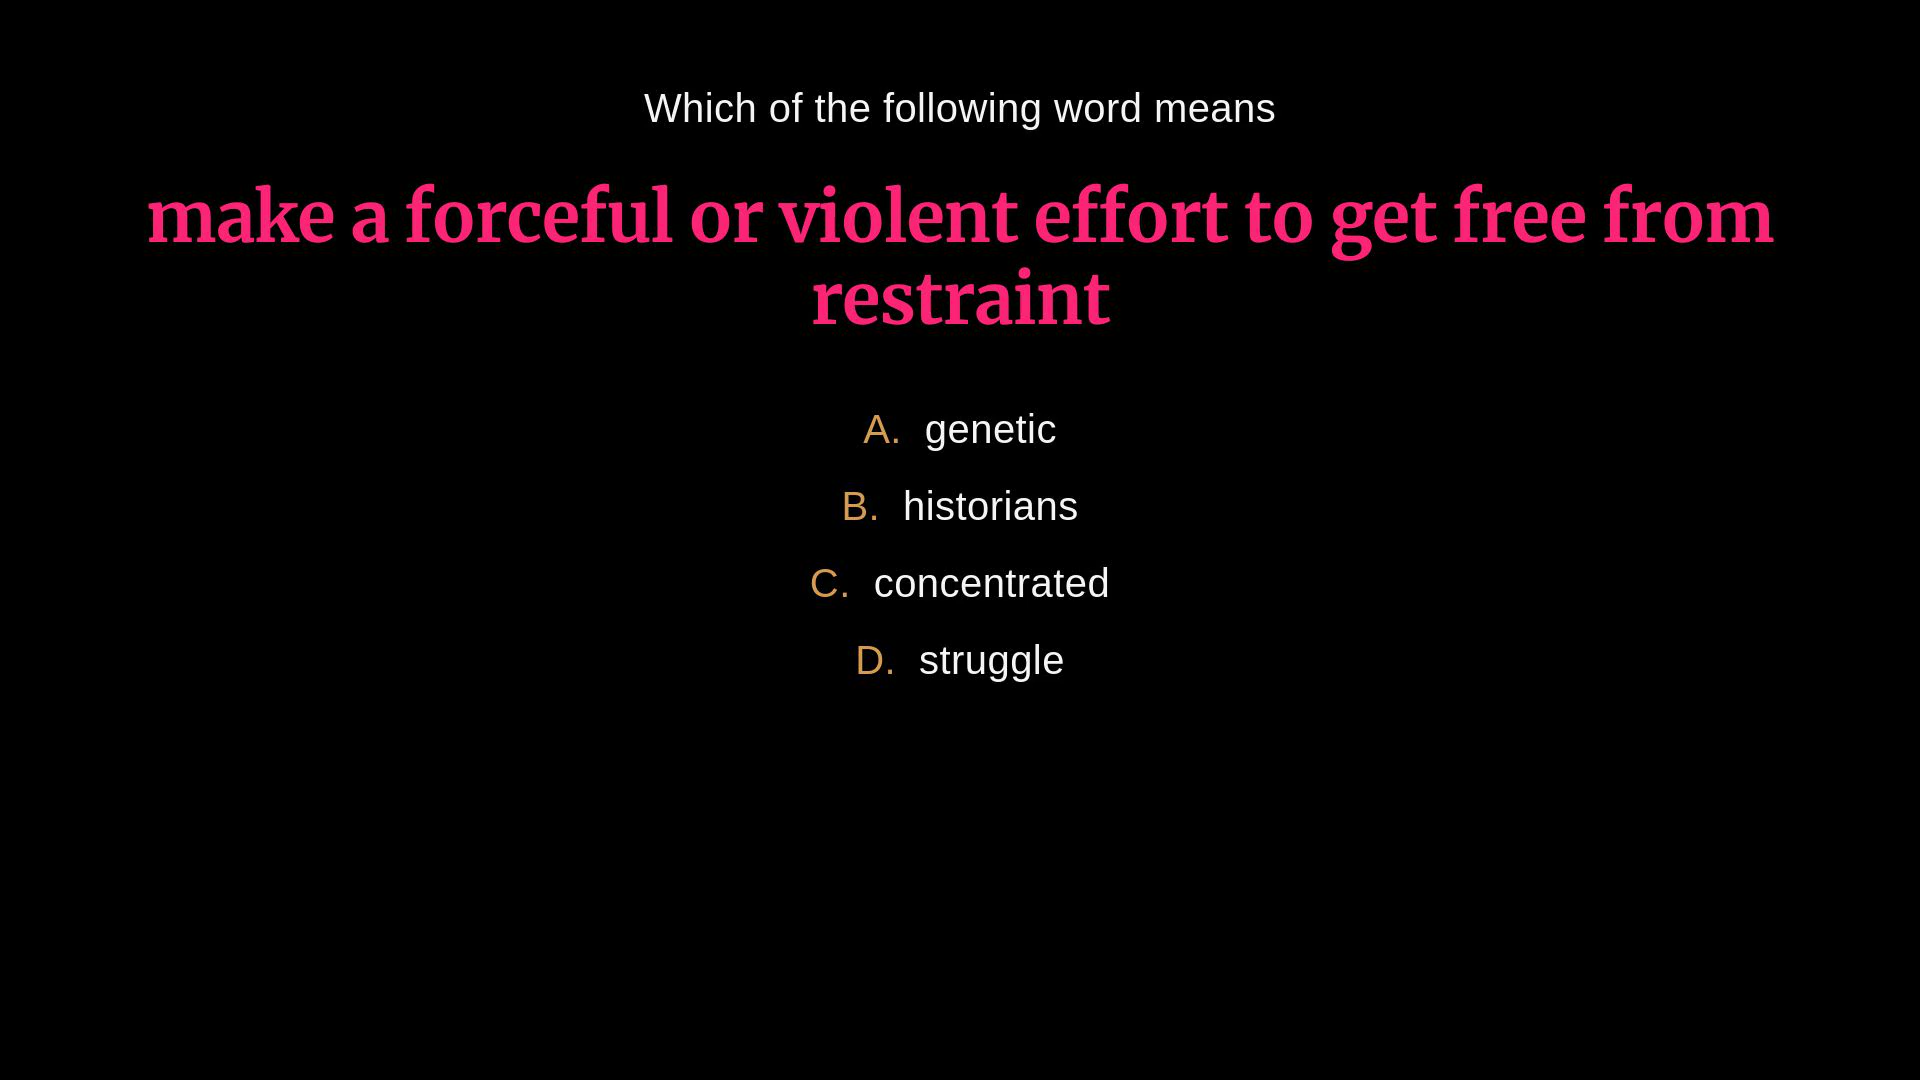 Which of the following word means
make a forceful or violent effort to get free from
restraint
A. genetic
B. historians
C. concentrated
D. struggle